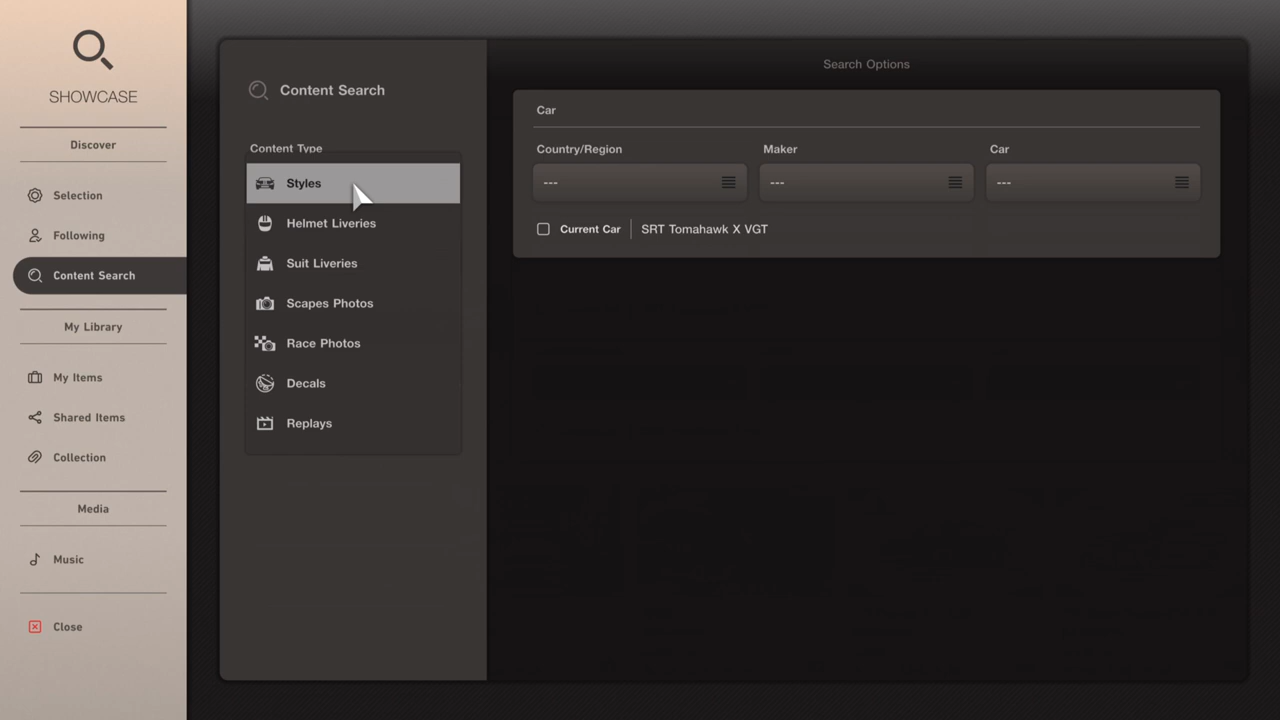 SHOWCASE
Discover
Selection
Following
Content Search
My Library
My Items
Shared Items
Collection
Media
Music
Close
Content Search
Content Type
Styles
Helmet Liveries
Suit Liveries
Scapes Photos
Race Photos
Decals
Replays
Search Options
Car
Country/Region Maker Car
--- --- ---
Current Car SRT Tomahawk X VGT